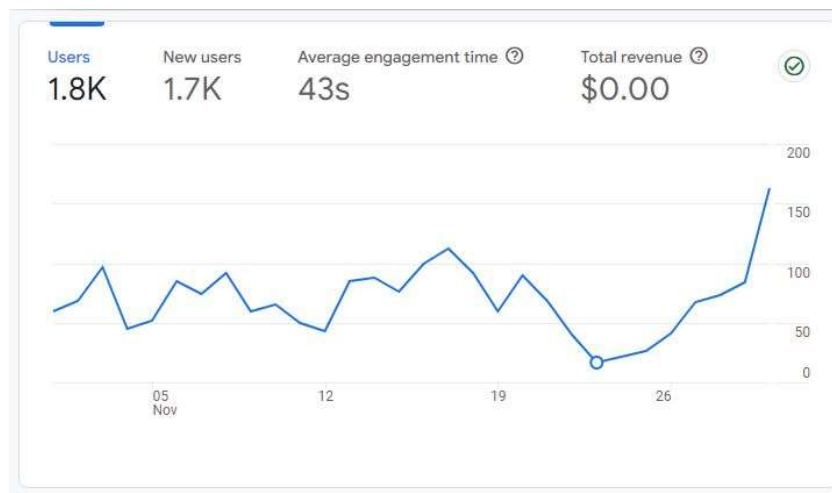 Users New users Average engagement time Total revenue
1.8K 1.7K 43s $0.00
200
150
100
50
0
05 12 19 26
Nov